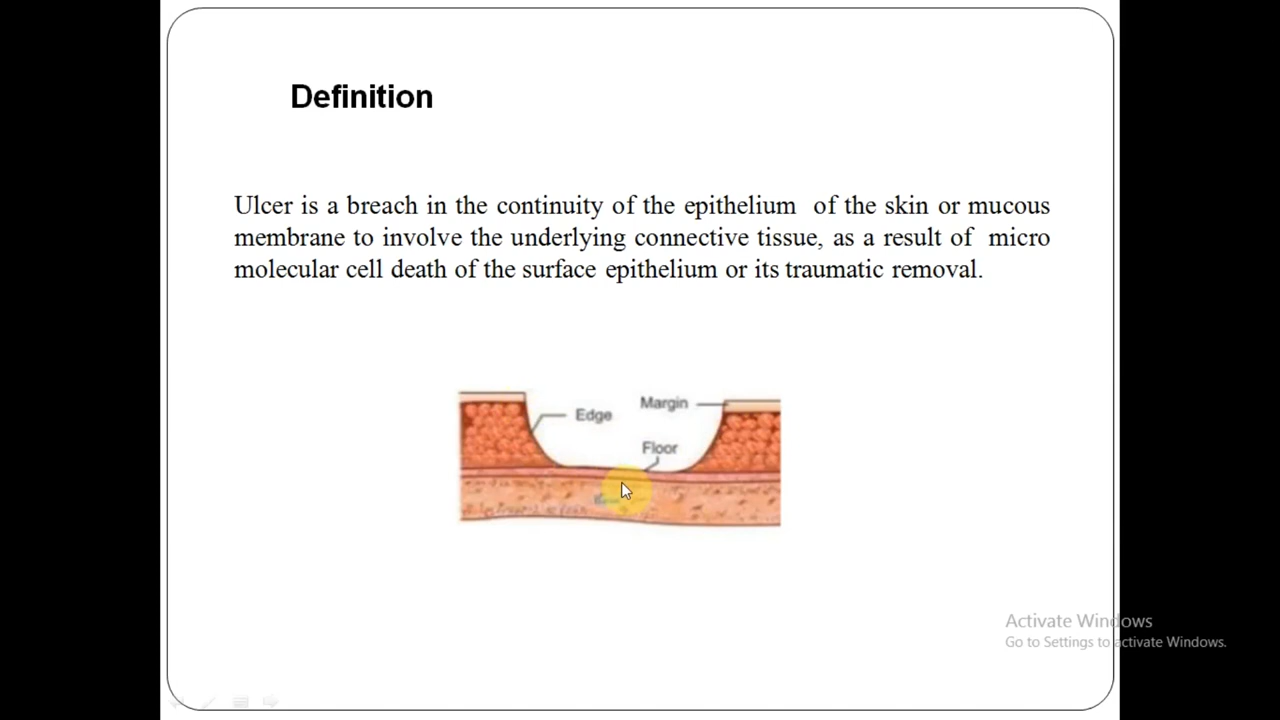 Definition
Ulcer is a breach in the continuity of the epithelium of the skin or mucous
membrane to involve the underlying connective tissue, as a result of micro
molecular cell death of the surface epithelium or its traumatic removal.
Margin
Edge
Floor
Activate Windows
Go to Settings to activate Windows.